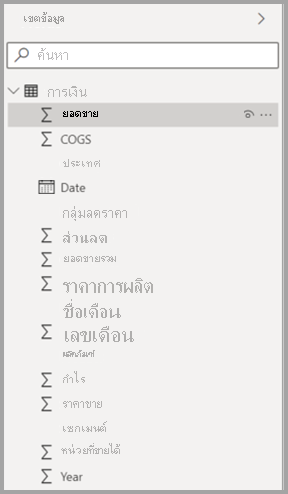 เขตข้อมูล
ค้นหา
การเงิน
ยอดขาย
COGS
ประเทศ
Date
กลุ่มลดราคา
ส่วนลด
ยอดขายรวม
ราคาการผลิต
ชื่อเดือน
เลขเดือน
ผลิตภัณฑ์
กำไร
ราคาขาย
เซกเมนต์
หน่วยที่ขายได้
Year